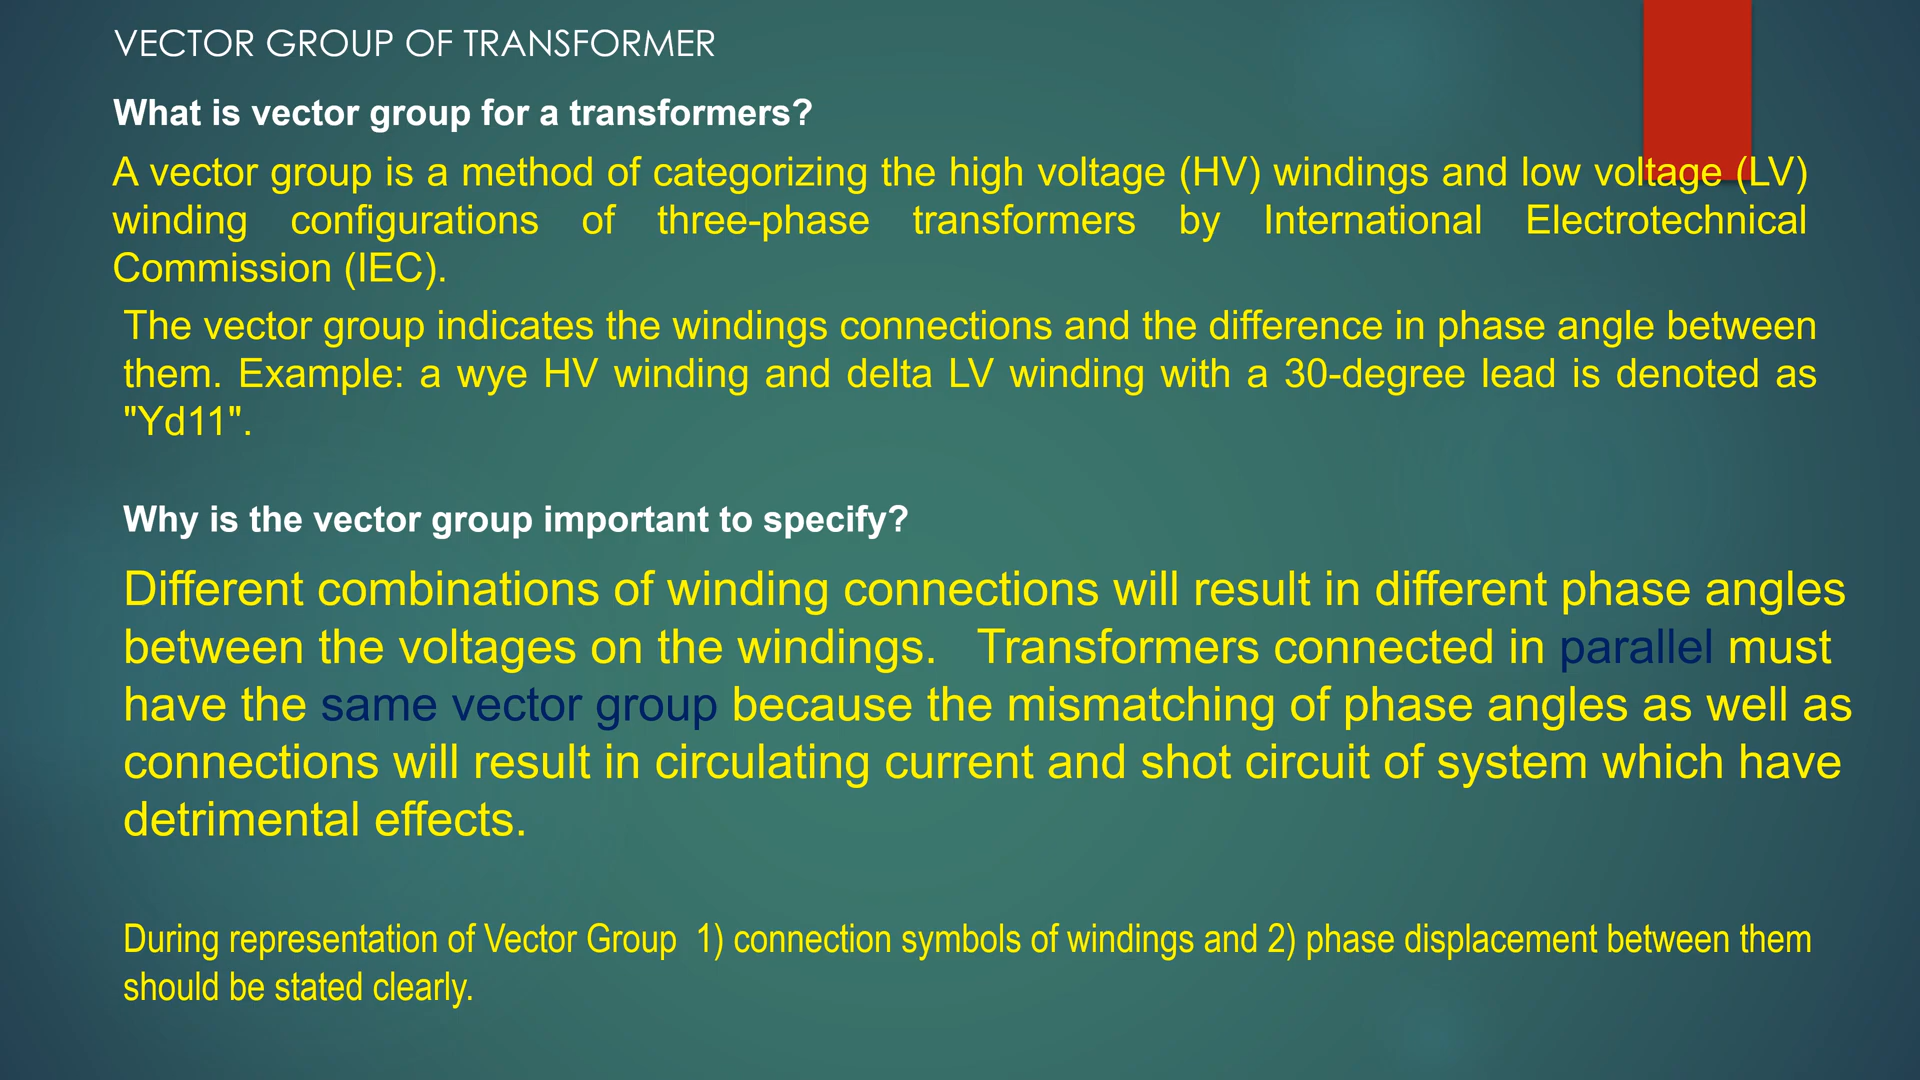 VECTOR GROUP OF TRANSFORMER
What is vector group for a transformers?
A vector group is a method of categorizing the high voltage (HV) windings and low voltage (LV)
winding configurations of three-phase transformers by International Electrotechnical
Commission (IEC).
The vector group indicates the windings connections and the difference in phase angle between
them. Example: a wye HV winding and delta LV winding with a 30-degree lead is denoted as
"Yd11".
Why is the vector group important to specify?
Different combinations of winding connections will result in different phase angles
between the voltages on the windings. Transformers connected in parallel must
have the same vector group because the mismatching of phase angles as well as
connections will result in circulating current and shot circuit of system which have
detrimental effects.
During representation of Vector Group 1) connection symbols of windings and 2) phase displacement between them
should be stated clearly.